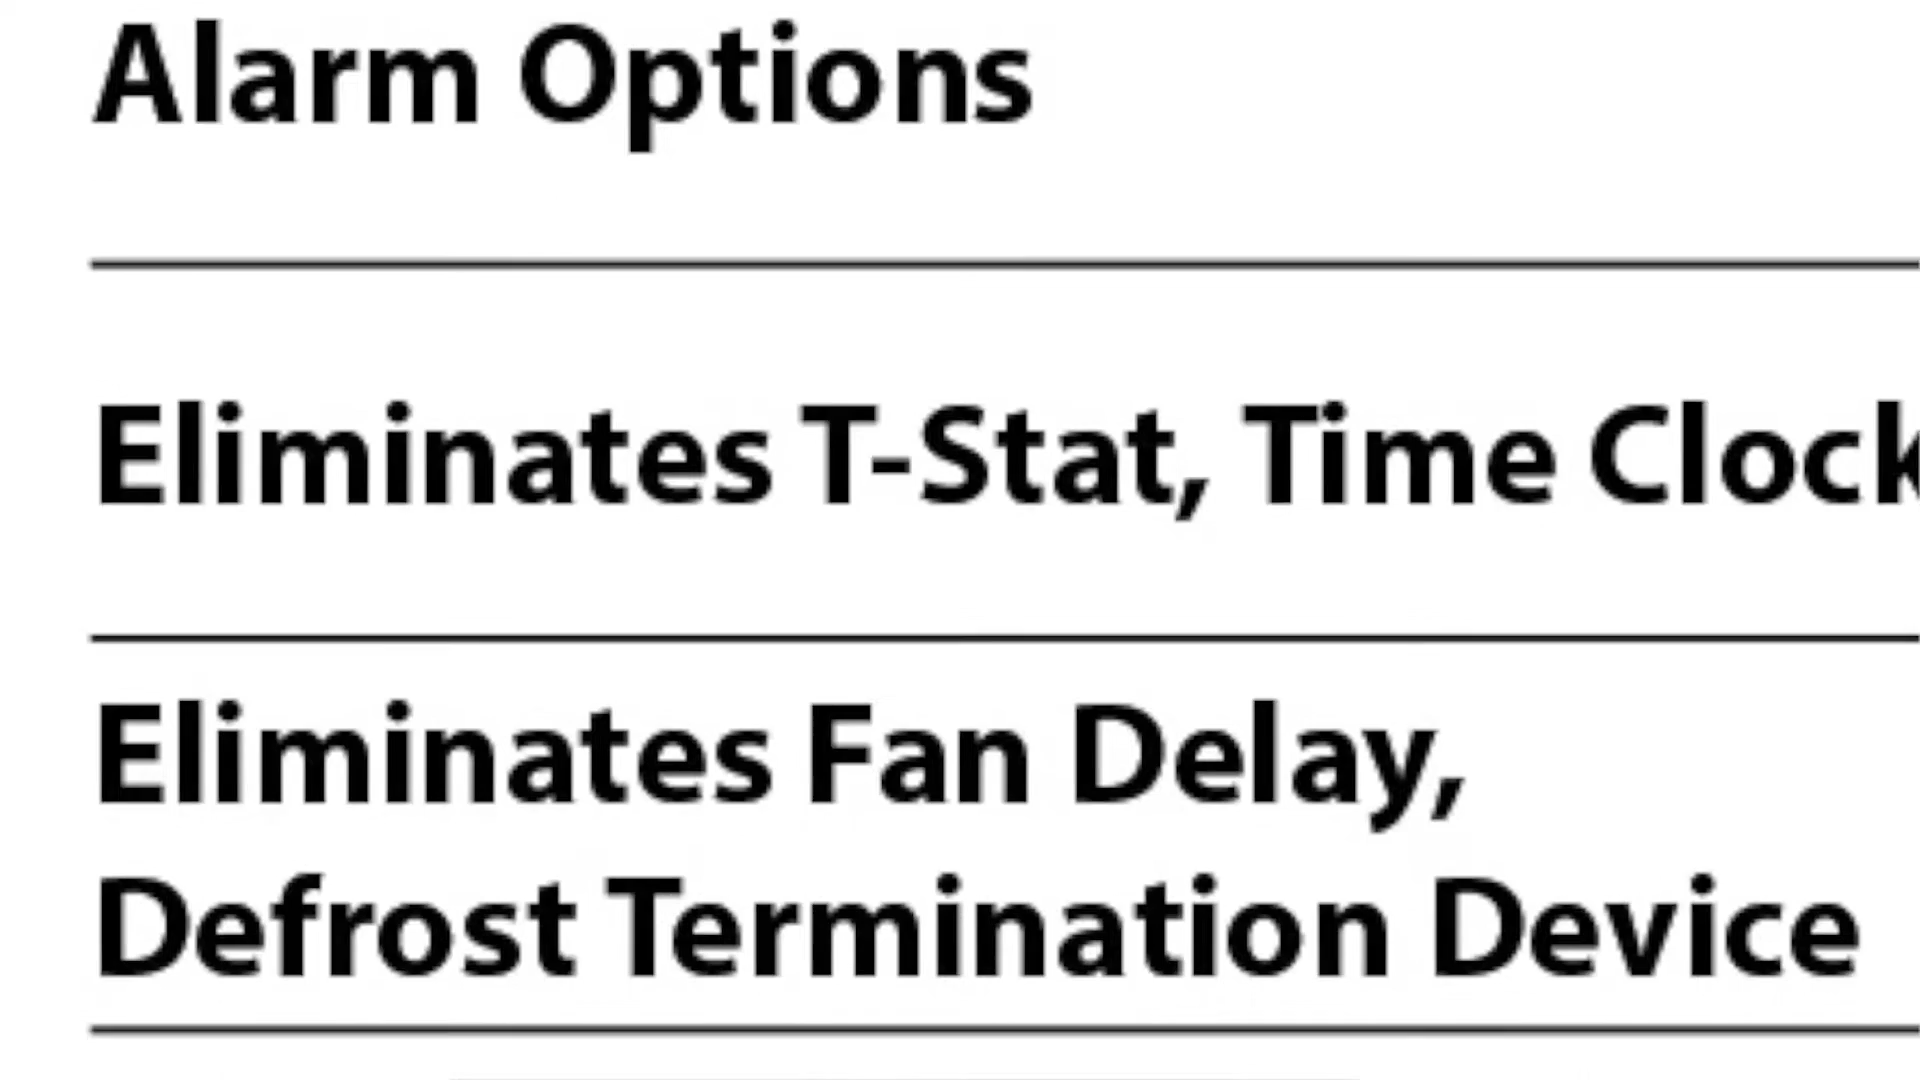 Alarm Options
Eliminates T-Stat, Time Clock
Eliminates Fan Delay,
Defrost Termination Device